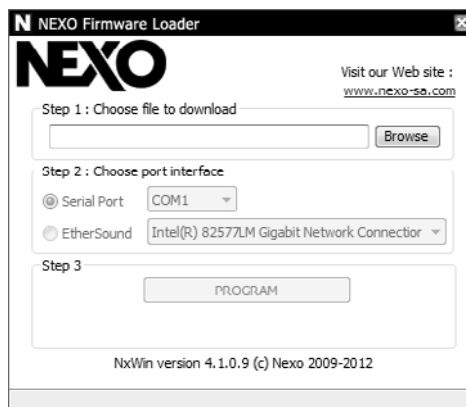 N NEXO Firmware Loader
NEXO
Visit our Web site :
www.nexo-sa.com
Step 1 : Choose file to download
Browse
Step 2 : Choose port interface
Serial Port COM1
EtherSound Intel(R) 82577LM Gigabit Network Connectior
Step 3
PROGRAM
NxWin version 4.1.0.9 (c) Nexo 2009-2012